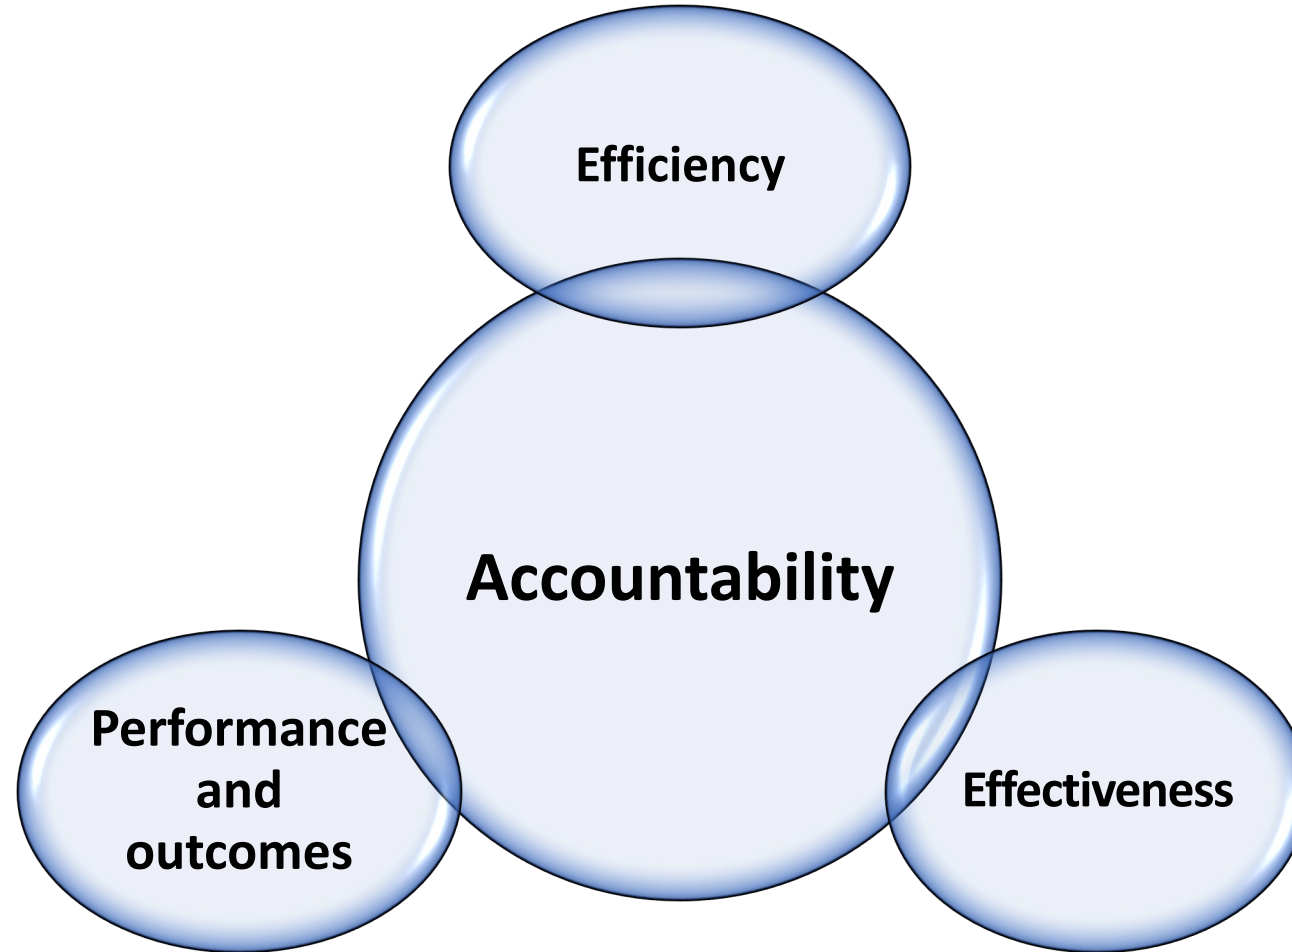 Efficiency
Accountability
Performance
and
outcomes
Effectiveness